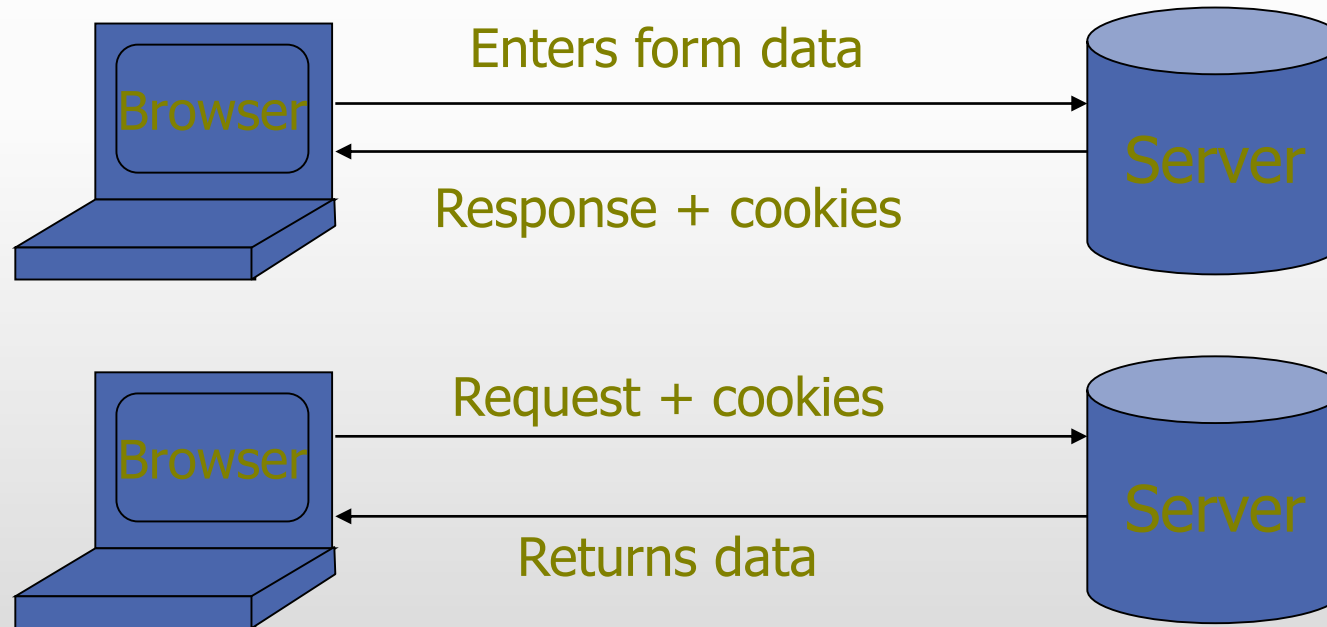 Enters form data
Browser
Server
Response + cookies
Request + cookies
Browser
Server
Returns data